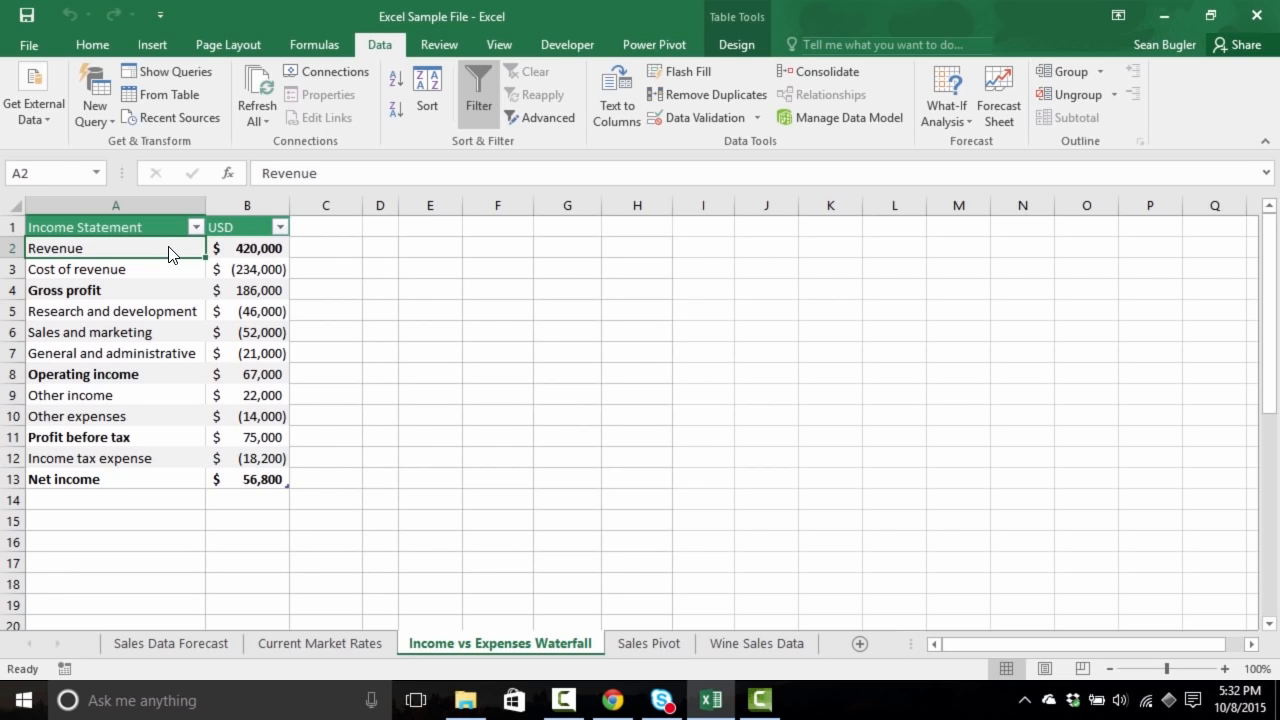 Excel Sample File - Excel
Table Tools
File Home Insert Page Layout Formulas Data Review View Developer Power Pivot Design Tell me what you want to do... Sean Bugler Share
Get External Data
New Query
Show Queries
From Table
Recent Sources
Get & Transform
Refresh All
Connections
Properties
Edit Links
Connections
Sort
Filter
Clear
Reapply
Advanced
Sort & Filter
Text to Columns
Flash Fill
Remove Duplicates
Data Validation
Consolidate
Relationships
Manage Data Model
Data Tools
What-If Analysis
Forecast Sheet
Forecast
Group
Ungroup
Subtotal
Outline
A2 fx Revenue
A B C D E F G H I J K L M N O P Q
1 Income Statement USD
2 Revenue $ 420,000
3 Cost of revenue $ (234,000)
4 Gross profit $ 186,000
5 Research and development $ (46,000)
6 Sales and marketing $ (52,000)
7 General and administrative $ (21,000)
8 Operating income $ 67,000
9 Other income $ 22,000
10 Other expenses $ (14,000)
11 Profit before tax $ 75,000
12 Income tax expense $ (18,200)
13 Net income $ 56,800
14
15
16
17
18
19
20
Sales Data Forecast Current Market Rates Income vs Expenses Waterfall Sales Pivot Wine Sales Data
Ready 100%
Ask me anything
5:32 PM
10/8/2015